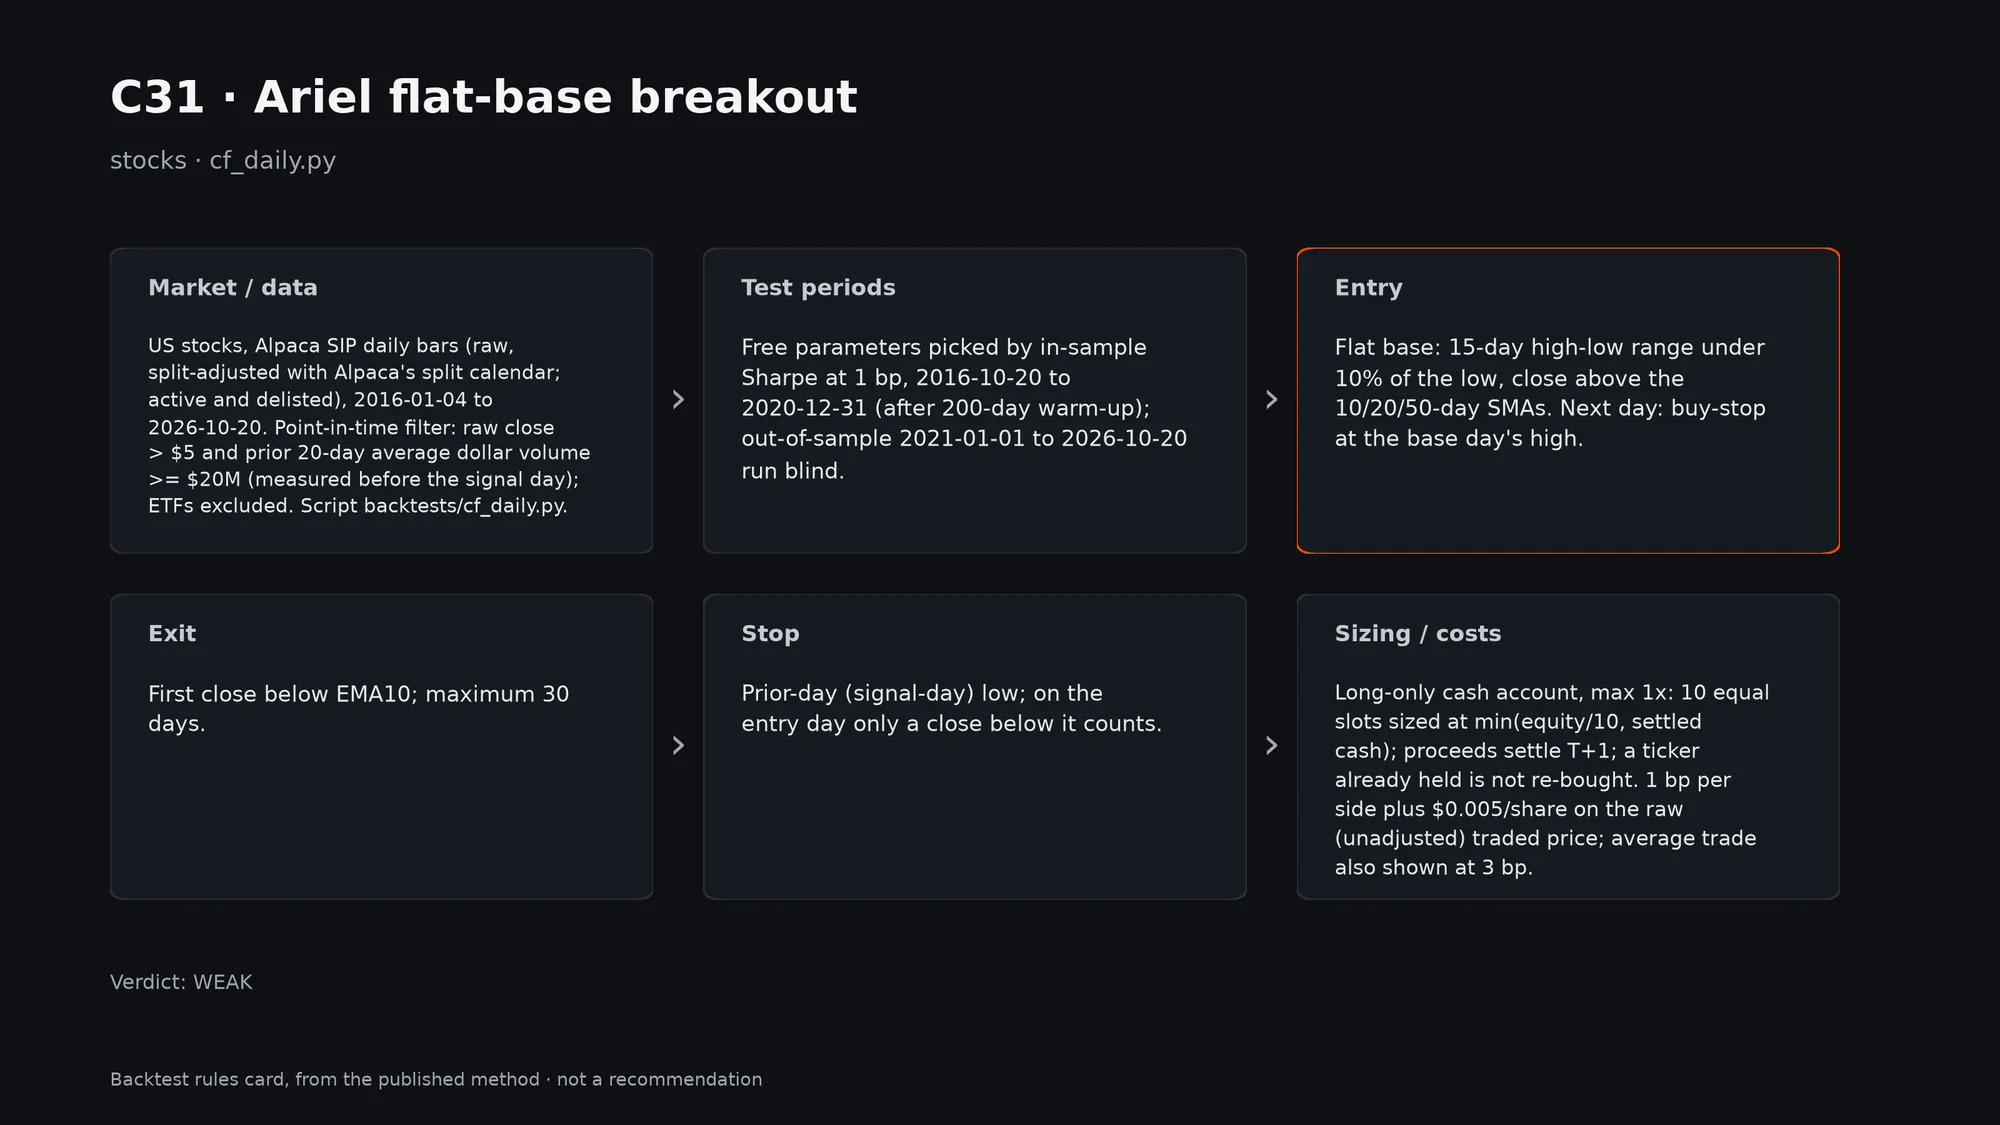 C31 · Ariel flat-base breakout
stocks · cf_daily.py
Market / data
US stocks, Alpaca SIP daily bars (raw,
split-adjusted with Alpaca's split calendar;
active and delisted), 2016-01-04 to
2026-10-20. Point-in-time filter: raw close
> $5 and prior 20-day average dollar volume
>= $20M (measured before the signal day);
ETFs excluded. Script backtests/cf_daily.py.
›
Test periods
Free parameters picked by in-sample
Sharpe at 1 bp, 2016-10-20 to
2020-12-31 (after 200-day warm-up);
out-of-sample 2021-01-01 to 2026-10-20
run blind.
›
Entry
Flat base: 15-day high-low range under
10% of the low, close above the
10/20/50-day SMAs. Next day: buy-stop
at the base day's high.
Exit
First close below EMA10; maximum 30
days.
›
Stop
Prior-day (signal-day) low; on the
entry day only a close below it counts.
›
Sizing / costs
Long-only cash account, max 1x: 10 equal
slots sized at min(equity/10, settled
cash); proceeds settle T+1; a ticker
already held is not re-bought. 1 bp per
side plus $0.005/share on the raw
(unadjusted) traded price; average trade
also shown at 3 bp.
Verdict: WEAK
Backtest rules card, from the published method · not a recommendation